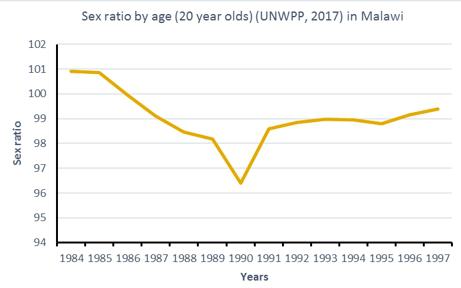 Sex ratio by age (20 year olds) (UNWPP, 2017) in Malawi
102
101
100
99
98
97
96
95
94
Sex ratio
1984 1985 1986 1987 1988 1989 1990 1991 1992 1993 1994 1995 1996 1997
Years